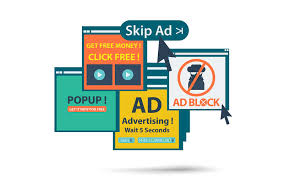 Skip Ad
GET FREE MONEY !
CLICK FREE !
POPUP !
AD
Advertising !
Wait 5 Seconds
AD BLOCK